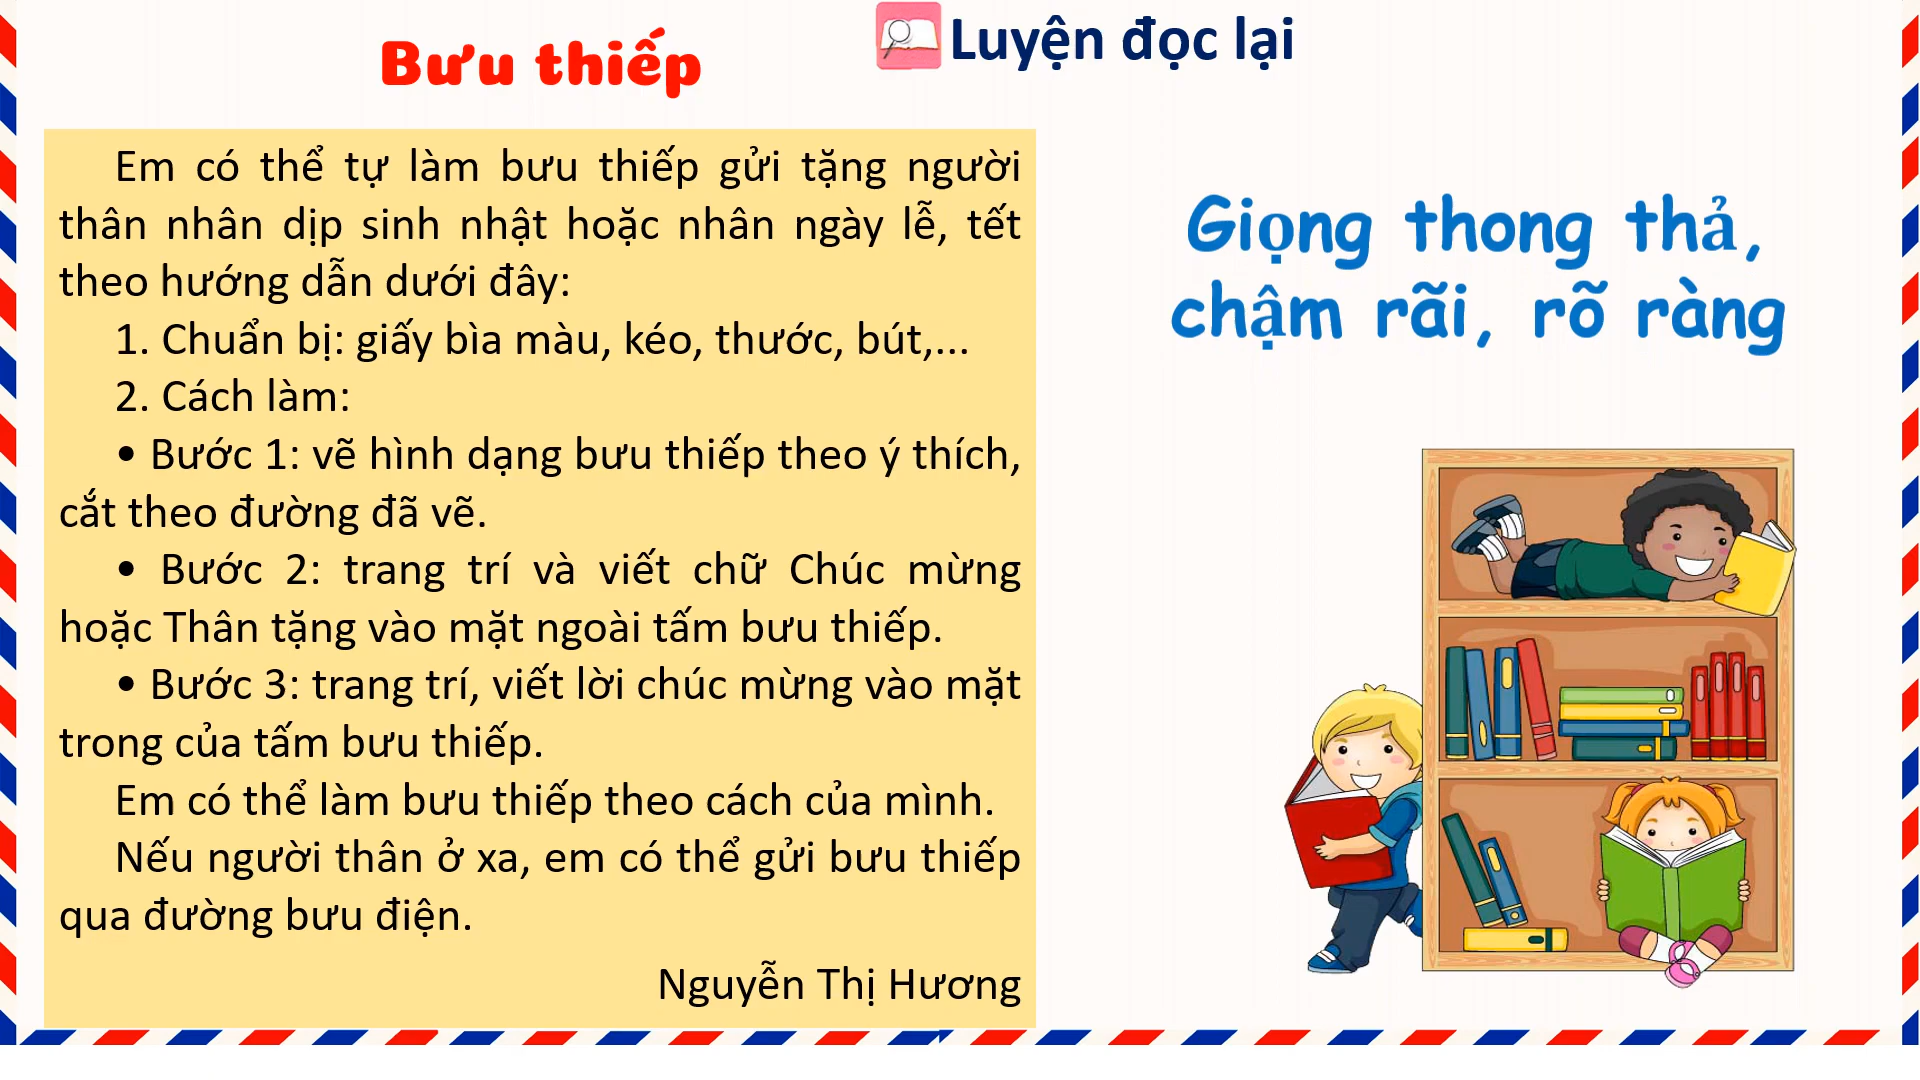 Bưu thiếp
Luyện đọc lại
Em có thể tự làm bưu thiếp gửi tặng người
thân nhân dịp sinh nhật hoặc nhân ngày lễ, tết
theo hướng dẫn dưới đây:
1. Chuẩn bị: giấy bìa màu, kéo, thước, bút,...
2. Cách làm:
• Bước 1: vẽ hình dạng bưu thiếp theo ý thích,
cắt theo đường đã vẽ.
• Bước 2: trang trí và viết chữ Chúc mừng
hoặc Thân tặng vào mặt ngoài tấm bưu thiếp.
• Bước 3: trang trí, viết lời chúc mừng vào mặt
trong của tấm bưu thiếp.
Em có thể làm bưu thiếp theo cách của mình.
Nếu người thân ở xa, em có thể gửi bưu thiếp
qua đường bưu điện.
Nguyễn Thị Hương
Giọng thong thả,
chậm rãi, rõ ràng